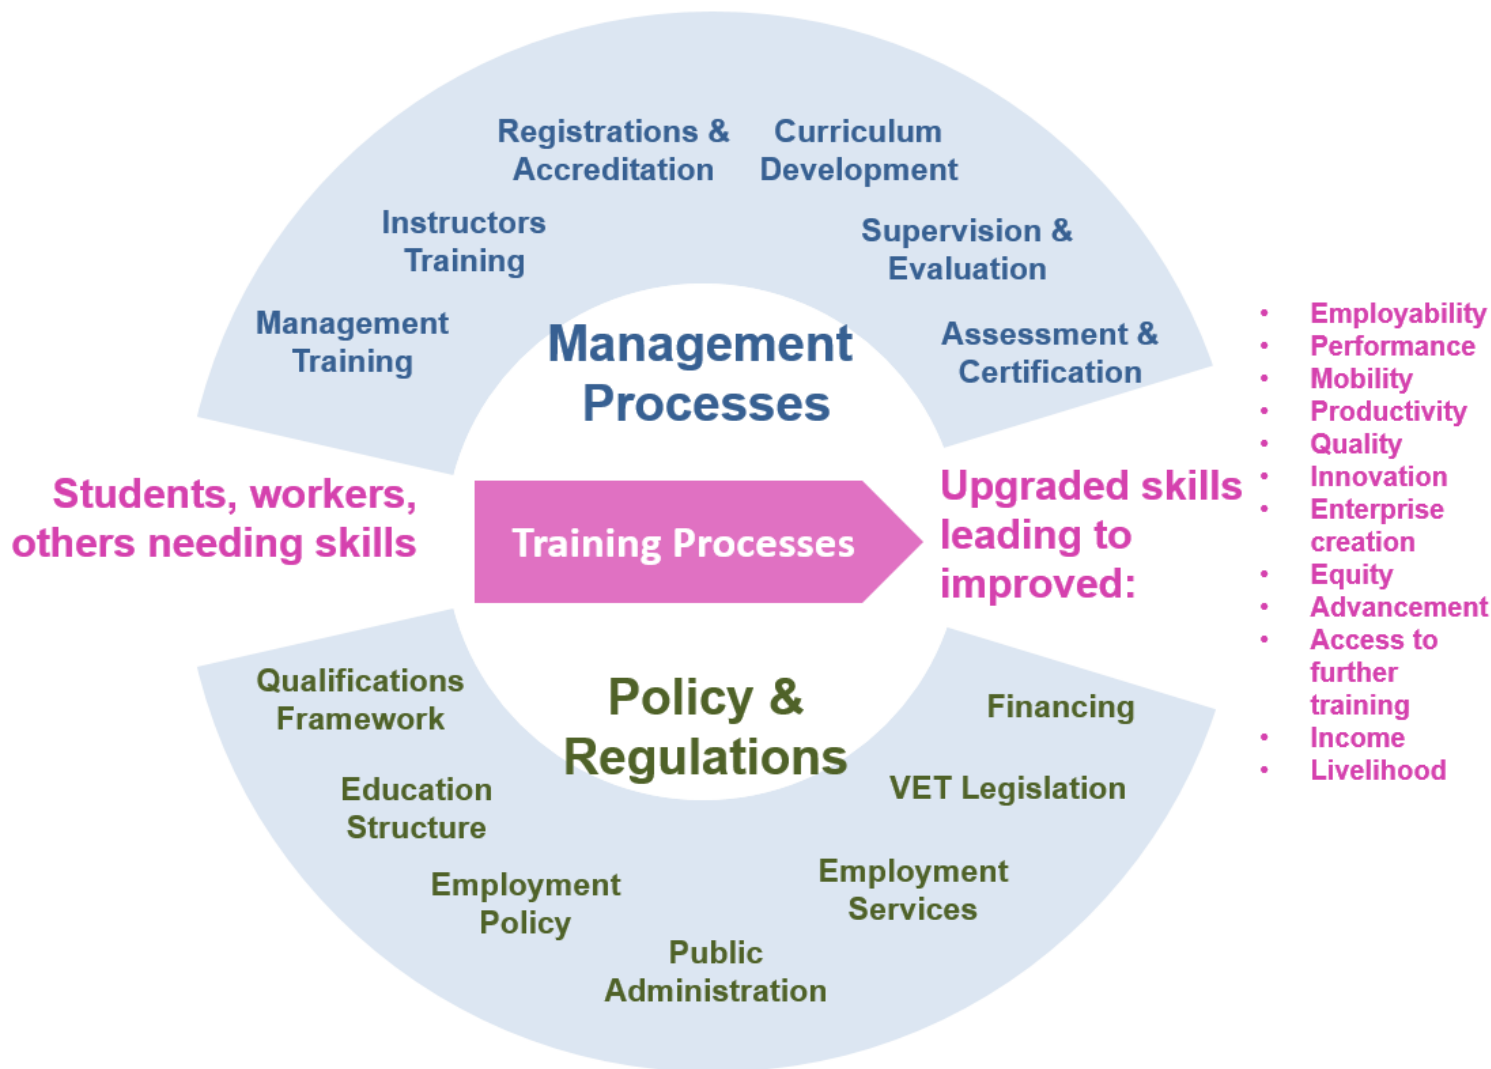 Registrations &
Accreditation
Curriculum
Development
Instructors
Training
Supervision &
Evaluation
Management
Training
Assessment &
Certification
Management
Processes
Students, workers,
others needing skills
Training Processes
Upgraded skills
leading to
improved:
• Employability
• Performance
• Mobility
• Productivity
• Quality
• Innovation
• Enterprise
creation
• Equity
• Advancement
• Access to
further
training
• Income
• Livelihood
Policy &
Regulations
Qualifications
Framework
Education
Structure
Employment
Policy
Public
Administration
Employment
Services
VET Legislation
Financing